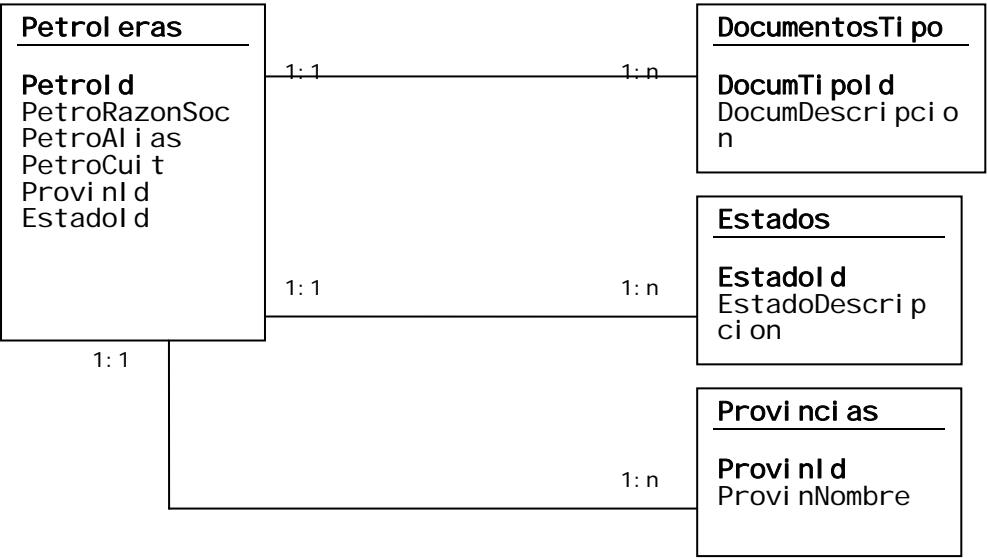 Petroleras
PetroId
PetroRazonSoc
PetroAlias
PetroCuit
ProvinId
EstadoId
1:1
1:n
DocumentosTipo
DocumTipoId
DocumDescripcio
n
1:1
1:n
Estados
EstadoId
EstadoDescrip
cion
1:1
1:n
Provincias
ProvinId
ProvinNombre